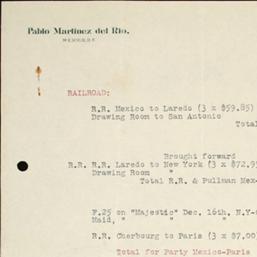 Pablo Martinez del Rio,
MEXICO, D.F.
RAILROAD:
R.R. Mexico to Laredo (3 x $59.85)
Drawing Room to San Antonio
Total
Brought forward
R.R. R.R. Laredo to New York (3 x $72.95
Drawing Room "
Total R.R. & Pullman Mex-
F.25 on "Majestic" Dec. 16th, N.Y-
Maid, " " "
R.R. Cherbourg to Paris (3 x $7.00)
Total for Party Mexico-Paris